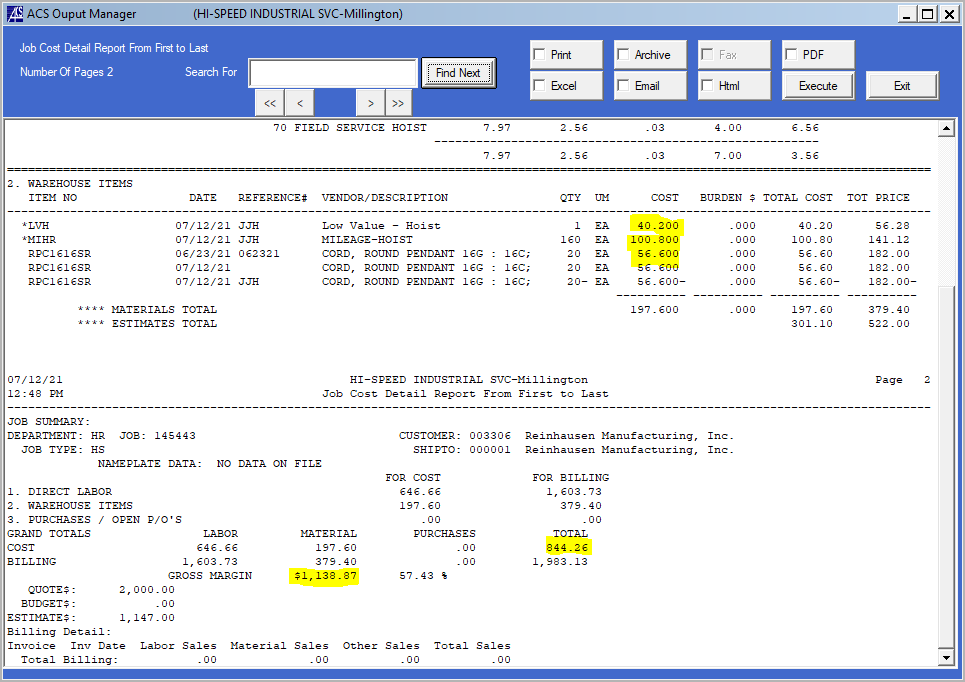 ACS Ouput Manager (HI-SPEED INDUSTRIAL SVC-Millington)
Job Cost Detail Report From First to Last
Number Of Pages 2 Search For Find Next
<< < > >>
Print Archive Fax PDF
Excel Email Html Execute Exit
70 FIELD SERVICE HOIST 7.97 2.56 .03 4.00 6.56
7.97 2.56 .03 7.00 3.56
2. WAREHOUSE ITEMS
ITEM NO DATE REFERENCE# VENDOR/DESCRIPTION QTY UM COST BURDEN $ TOTAL COST TOT PRICE
*LVH 07/12/21 JJH Low Value - Hoist 1 EA 40.200 .000 40.20 56.28
*MIHR 07/12/21 JJH MILEAGE-HOIST 160 EA 100.800 .000 100.80 141.12
RPC1616SR 06/23/21 062321 CORD, ROUND PENDANT 16G : 16C; 20 EA 56.600 .000 56.60 182.00
RPC1616SR 07/12/21 CORD, ROUND PENDANT 16G : 16C; 20 EA 56.600 .000 56.60 182.00
RPC1616SR 07/12/21 JJH CORD, ROUND PENDANT 16G : 16C; 20- EA 56.600- .000 56.60- 182.00-
**** MATERIALS TOTAL 197.600 .000 197.60 379.40
**** ESTIMATES TOTAL 301.10 522.00
07/12/21 HI-SPEED INDUSTRIAL SVC-Millington Page 2
12:48 PM Job Cost Detail Report From First to Last
JOB SUMMARY:
DEPARTMENT: HR JOB: 145443 CUSTOMER: 003306 Reinhausen Manufacturing, Inc.
JOB TYPE: HS SHIPTO: 000001 Reinhausen Manufacturing, Inc.
NAMEPLATE DATA: NO DATA ON FILE
FOR COST FOR BILLING
1. DIRECT LABOR 646.66 1,603.73
2. WAREHOUSE ITEMS 197.60 379.40
3. PURCHASES / OPEN P/O'S .00 .00
GRAND TOTALS LABOR MATERIAL PURCHASES TOTAL
COST 646.66 197.60 .00 844.26
BILLING 1,603.73 379.40 .00 1,983.13
GROSS MARGIN $1,138.87 57.43 %
QUOTE$: 2,000.00
BUDGET$: .00
ESTIMATE$: 1,147.00
Billing Detail:
Invoice Inv Date Labor Sales Material Sales Other Sales Total Sales
Total Billing: .00 .00 .00 .00